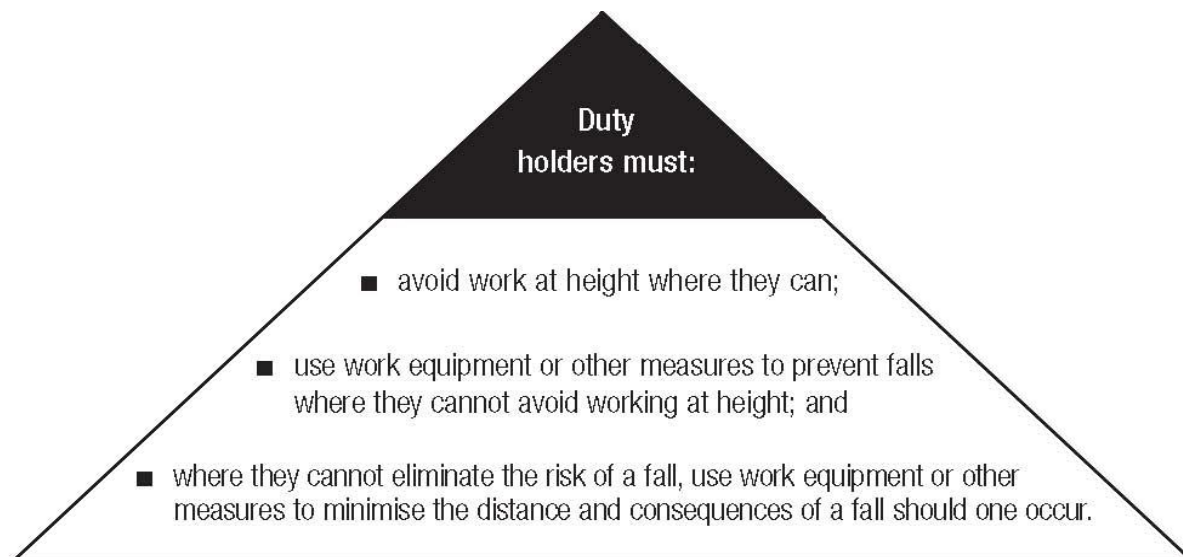 Duty
holders must:
■ avoid work at height where they can;
■ use work equipment or other measures to prevent falls
where they cannot avoid working at height; and
■ where they cannot eliminate the risk of a fall, use work equipment or other
measures to minimise the distance and consequences of a fall should one occur.